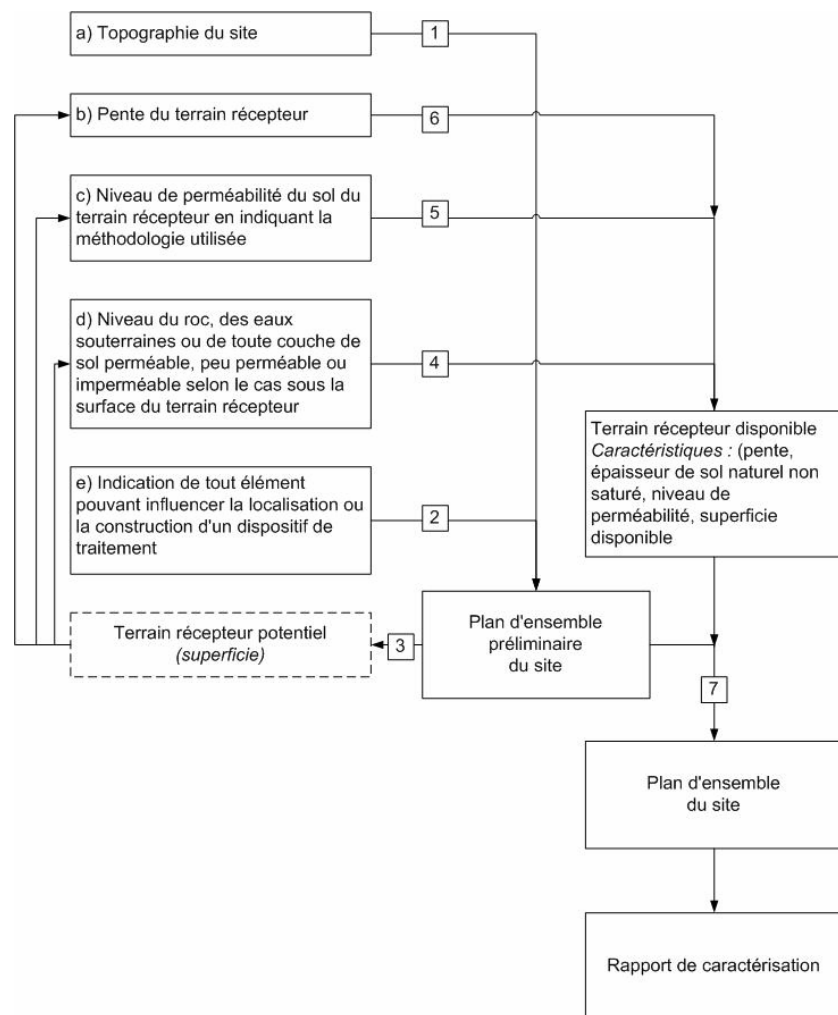 a) Topographie du site
1
b) Pente du terrain récepteur
6
c) Niveau de perméabilité du sol du
terrain récepteur en indiquant la
méthodologie utilisée
5
d) Niveau du roc, des eaux
souterraines ou de toute couche de
sol perméable, peu perméable ou
imperméable selon le cas sous la
surface du terrain récepteur
4
Terrain récepteur disponible
Caractéristiques : (pente,
épaisseur de sol naturel non
saturé, niveau de
perméabilité, superficie
disponible
e) Indication de tout élément
pouvant influencer la localisation ou
la construction d'un dispositif de
traitement
2
Terrain récepteur potentiel
(superficie)
3
Plan d'ensemble
préliminaire
du site
7
Plan d'ensemble
du site
Rapport de caractérisation